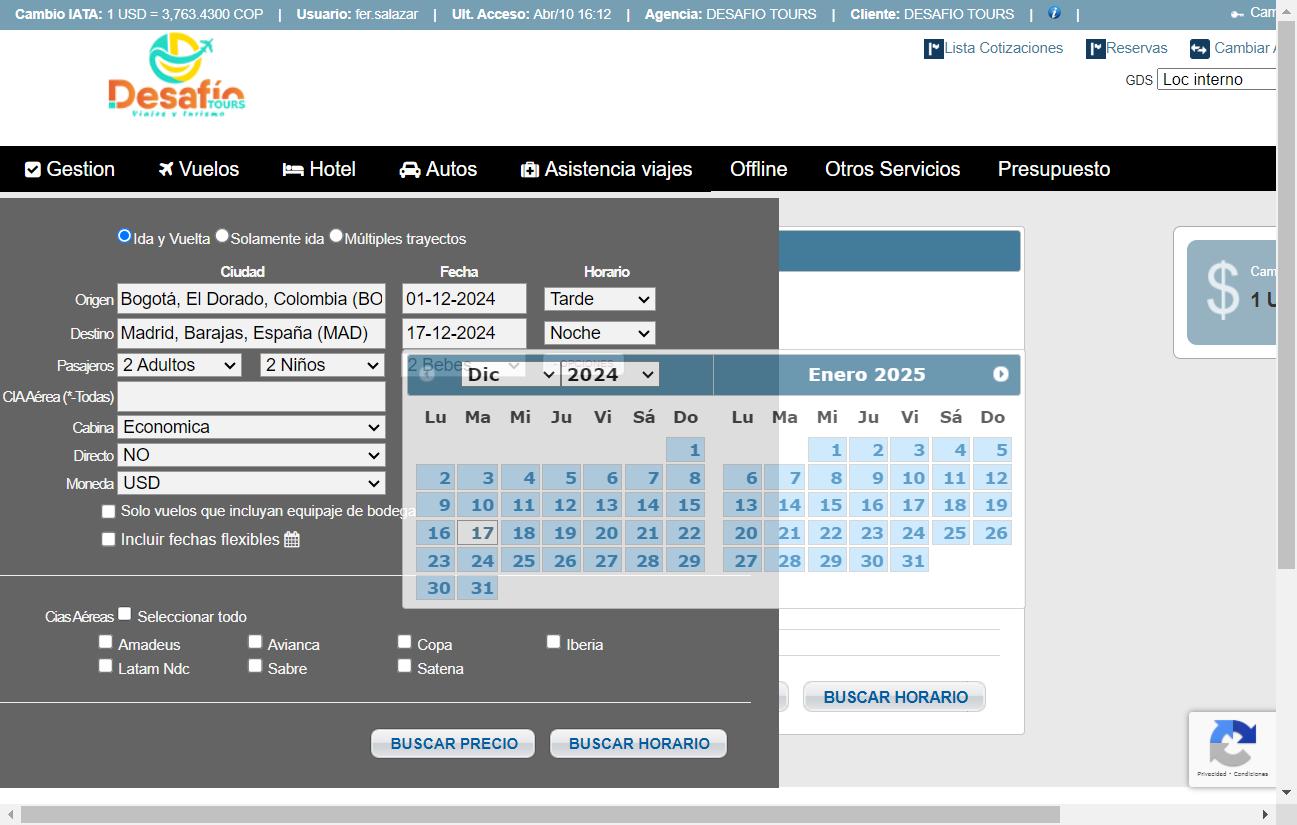 Cambio IATA: 1 USD = 3,763.4300 COP | Usuario: fer.salazar | Ult. Acceso: Abr/10 16:12 | Agencia: DESAFIO TOURS | Cliente: DESAFIO TOURS | i | Cam
Desafío
TOURS
Viajes y Turismo
Lista Cotizaciones Reservas Cambiar A
GDS Loc interno
Gestion Vuelos Hotel Autos Asistencia viajes Offline Otros Servicios Presupuesto
Ida y Vuelta Solamente ida Múltiples trayectos
Ciudad Fecha Horario
Origen Bogotá, El Dorado, Colombia (BO 01-12-2024 Tarde
Destino Madrid, Barajas, España (MAD) 17-12-2024 Noche
Pasajeros 2 Adultos 2 Niños 2 Bebes OPCIONES
CIA Aérea (*-Todas)
Cabina Economica
Directo NO
Moneda USD
Solo vuelos que incluyan equipaje de bodega
Incluir fechas flexibles
Dic 2024
Lu Ma Mi Ju Vi Sá Do
1
2 3 4 5 6 7 8
9 10 11 12 13 14 15
16 17 18 19 20 21 22
23 24 25 26 27 28 29
30 31
Enero 2025
Lu Ma Mi Ju Vi Sá Do
1 2 3 4 5
6 7 8 9 10 11 12
13 14 15 16 17 18 19
20 21 22 23 24 25 26
27 28 29 30 31
Cias Aéreas Seleccionar todo
Amadeus Avianca Copa Iberia
Latam Ndc Sabre Satena
BUSCAR PRECIO BUSCAR HORARIO
BUSCAR HORARIO
$ Cam
1 U
Privacidad - Condiciones